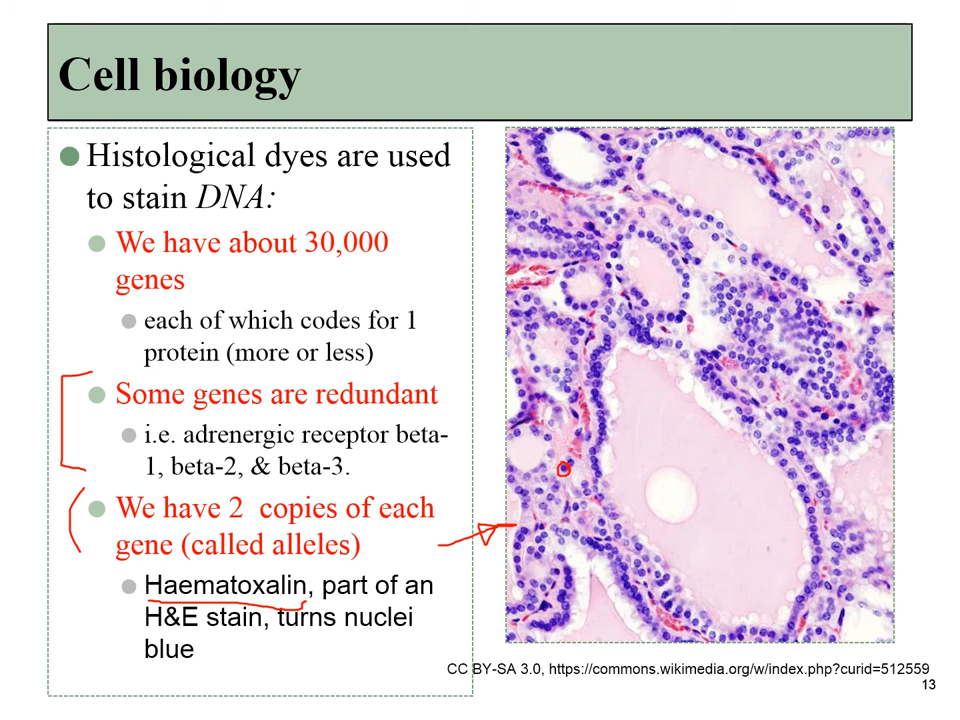 Cell biology
Histological dyes are used
to stain DNA:
We have about 30,000
genes
each of which codes for 1
protein (more or less)
Some genes are redundant
i.e. adrenergic receptor beta-
1, beta-2, & beta-3.
We have 2 copies of each
gene (called alleles)
Haematoxalin, part of an
H&E stain, turns nuclei
blue
CC BY-SA 3.0, https://commons.wikimedia.org/w/index.php?curid=512559
13